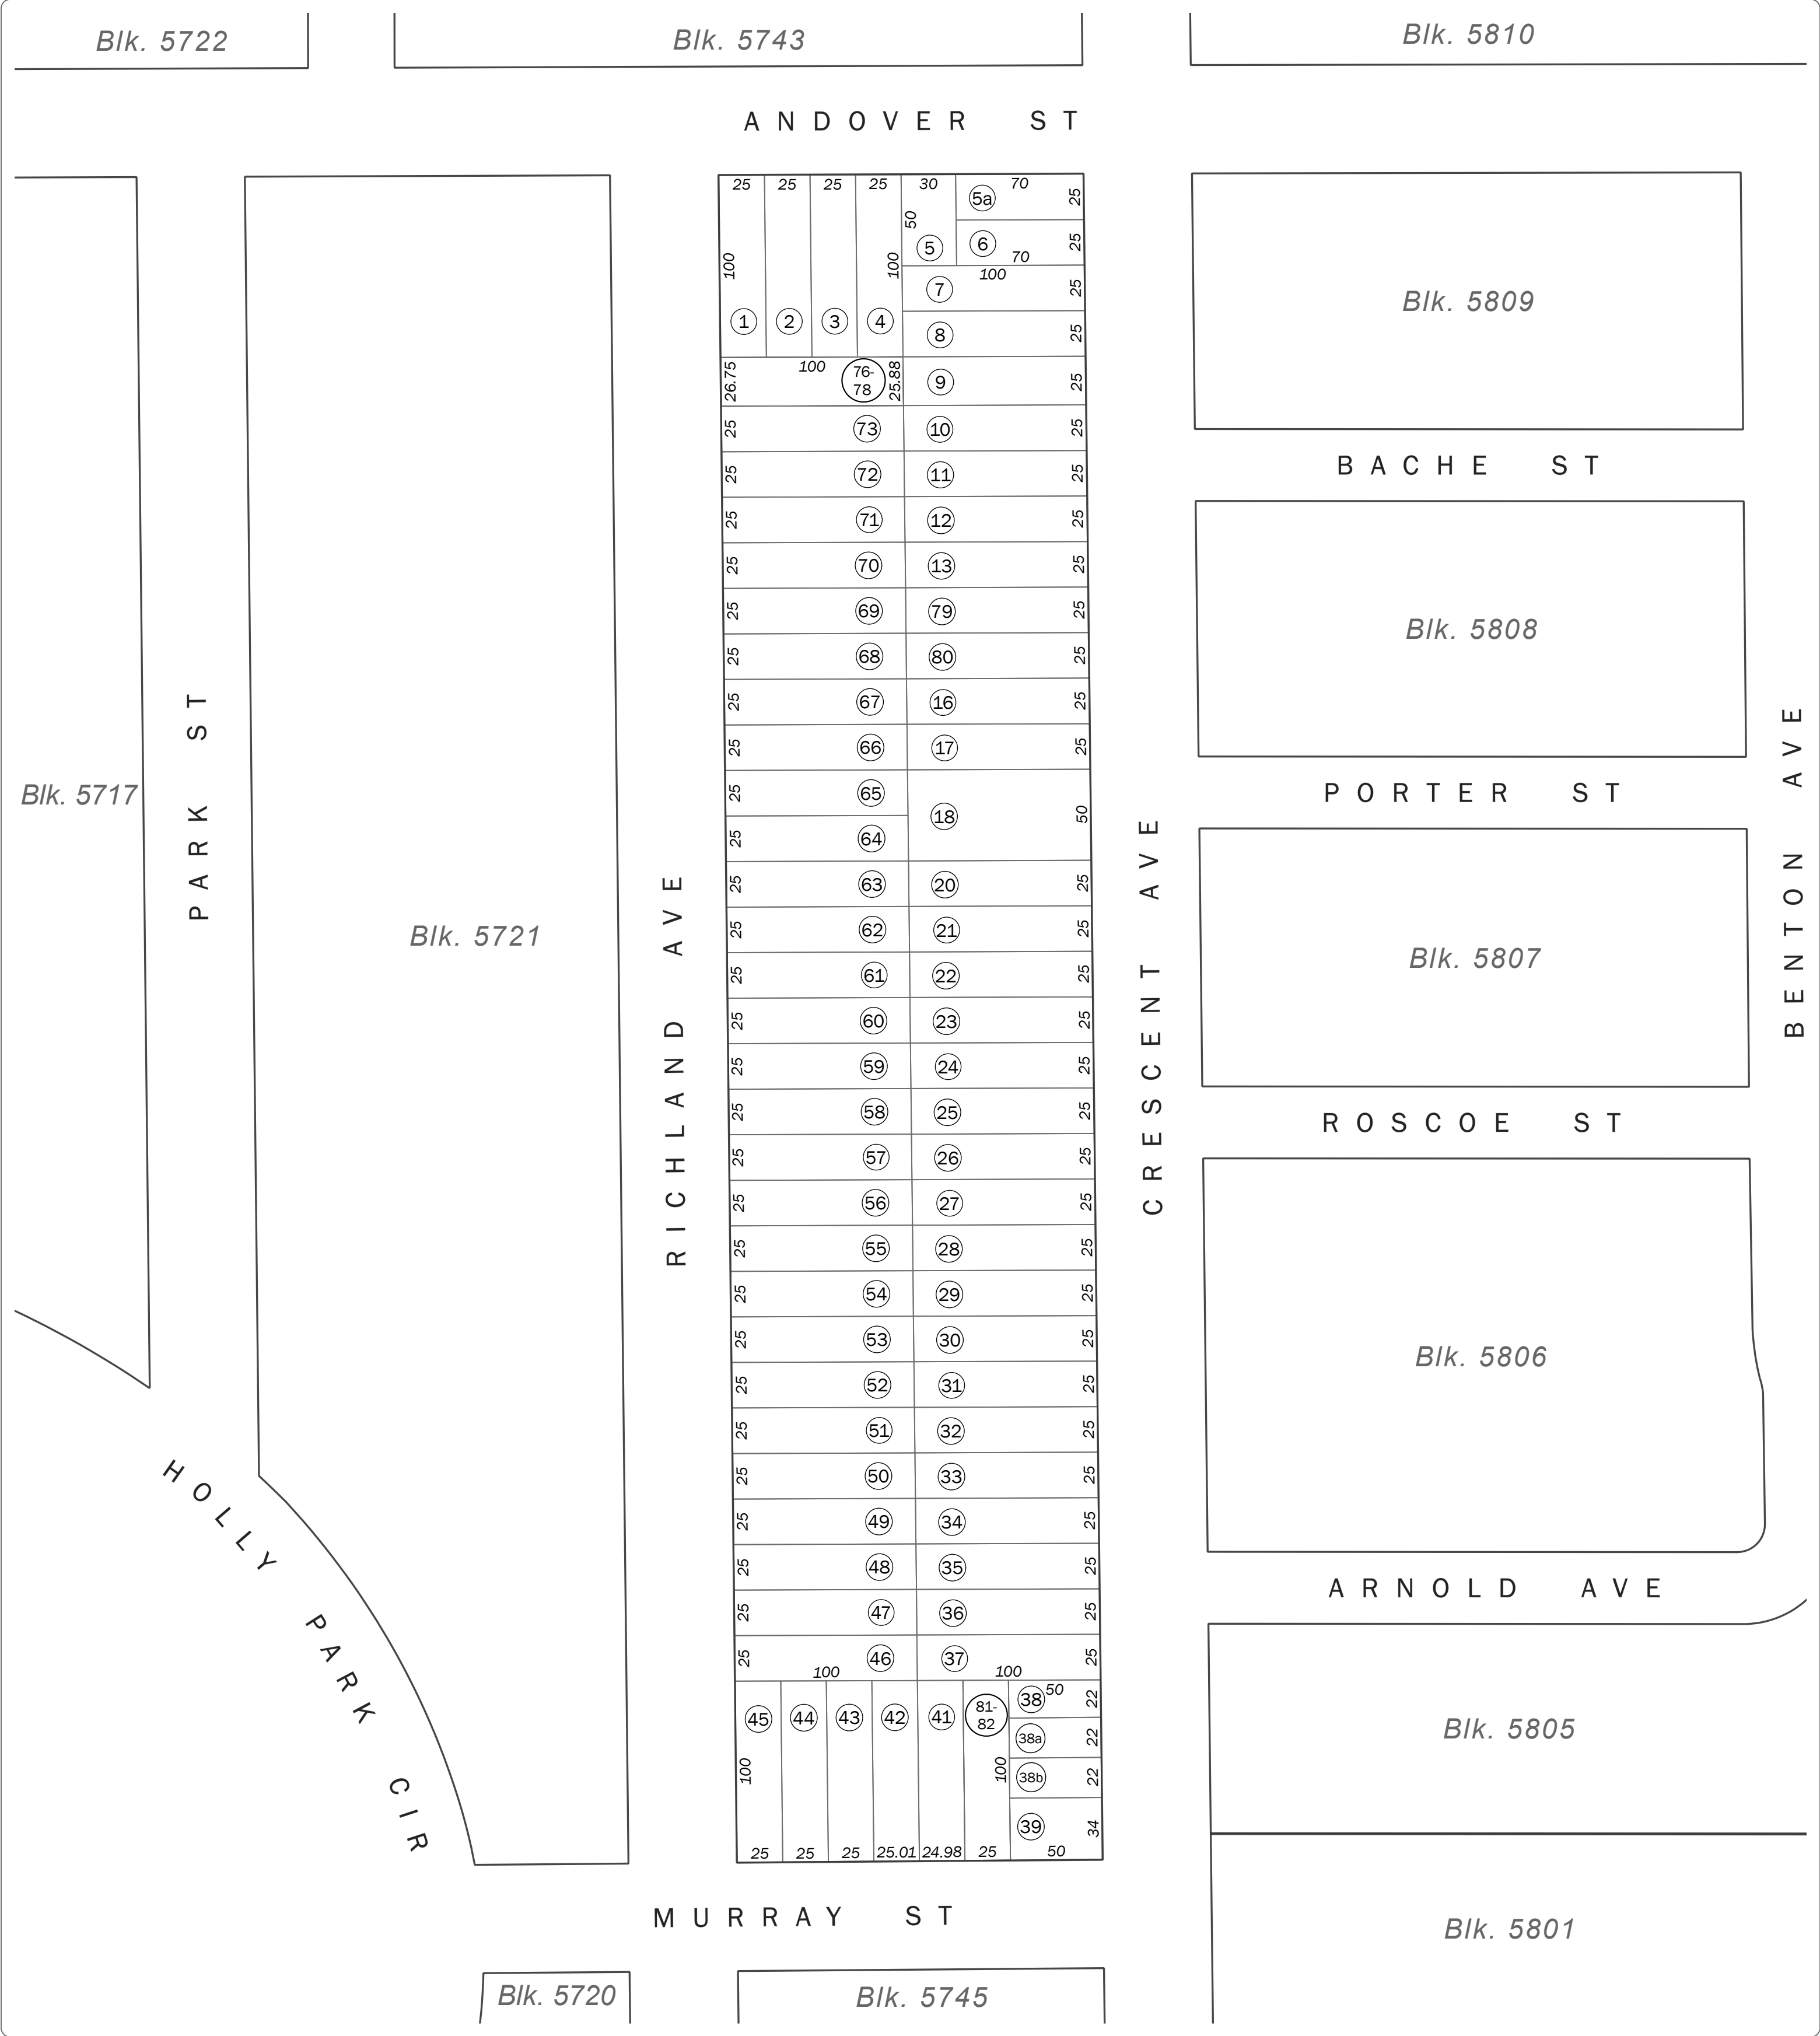 Blk. 5722
Blk. 5743
Blk. 5810
ANDOVER ST
25 25 25 25 30 70
5a 25
50
5 6 25
70
100 100 100
7 25
1 2 3 4
8 25
26.75 100 76-78 25.88 9 25
25 73 10 25
25 72 11 25
25 71 12 25
25 70 13 25
25 69 79 25
25 68 80 25
25 67 16 25
25 66 17 25
25 65
18 50
25 64
25 63 20 25
25 62 21 25
25 61 22 25
25 60 23 25
25 59 24 25
25 58 25 25
25 57 26 25
25 56 27 25
25 55 28 25
25 54 29 25
25 53 30 25
25 52 31 25
25 51 32 25
25 50 33 25
25 49 34 25
25 48 35 25
25 47 36 25
25 46 37 25
100 100
45 44 43 42 41 81-82 38 50 22
38a 22
100 100 38b 22
39 34
25 25 25 25.01 24.98 25 50
Blk. 5809
BACHE ST
Blk. 5808
PORTER ST
Blk. 5807
ROSCOE ST
Blk. 5806
ARNOLD AVE
Blk. 5805
Blk. 5801
BENTON AVE
CRESCENT AVE
RICHLAND AVE
PARK ST
Blk. 5717
Blk. 5721
HOLLY PARK CIR
MURRAY ST
Blk. 5720
Blk. 5745